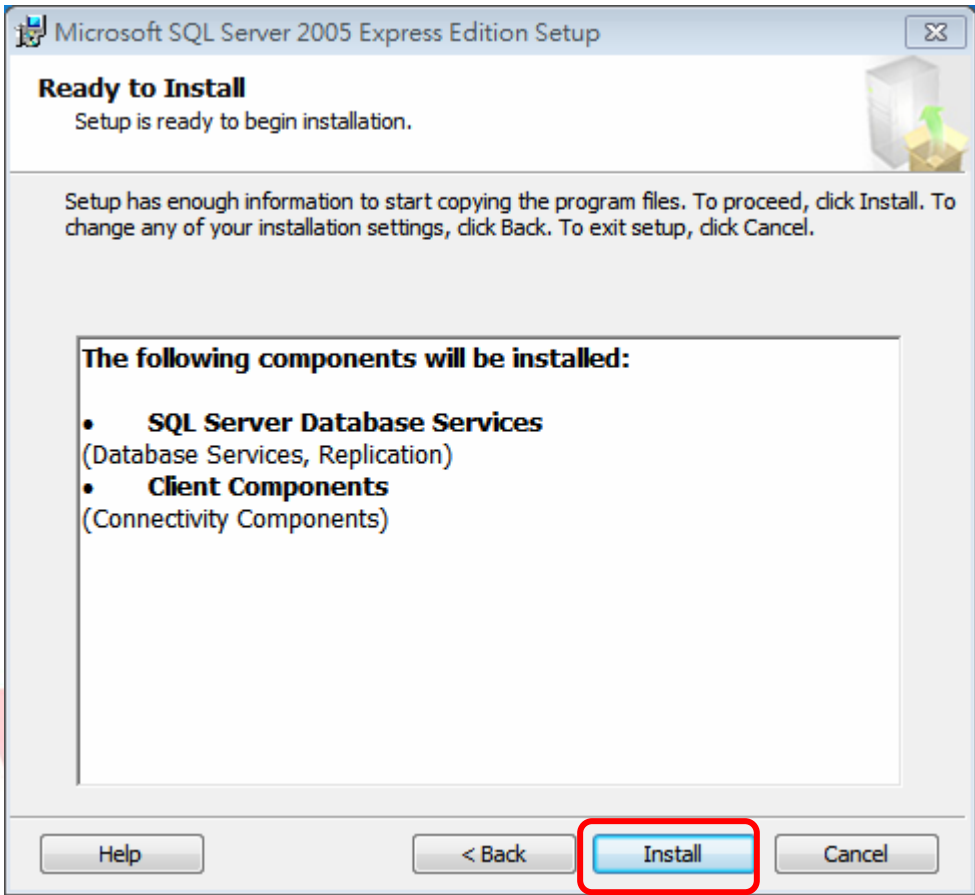 Microsoft SQL Server 2005 Express Edition Setup
Ready to Install
Setup is ready to begin installation.
Setup has enough information to start copying the program files. To proceed, click Install. To
change any of your installation settings, click Back. To exit setup, click Cancel.
The following components will be installed:
• SQL Server Database Services
(Database Services, Replication)
• Client Components
(Connectivity Components)
Help
< Back
Install
Cancel